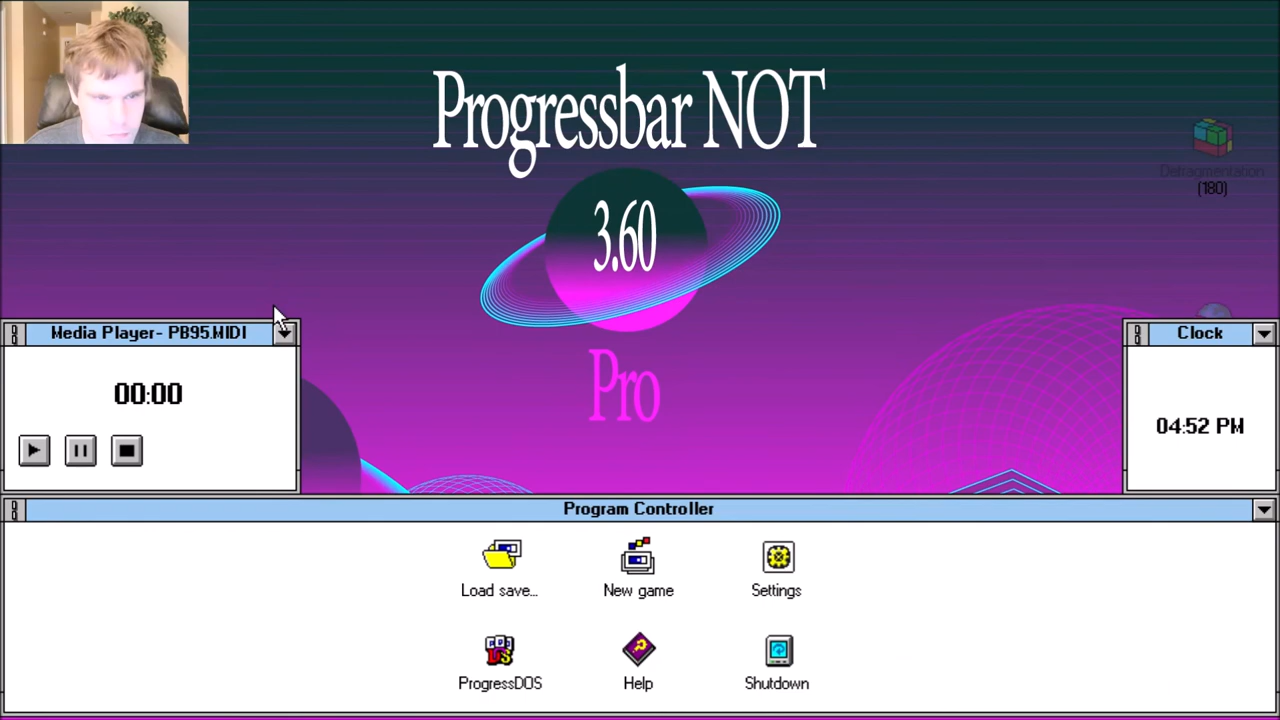 Progressbar NOT
3.60
Pro
Defragmentation
(180)
Media Player- PB95.MIDI
00:00
Clock
04:52 PM
Program Controller
Load save...
New game
Settings
ProgressDOS
Help
Shutdown